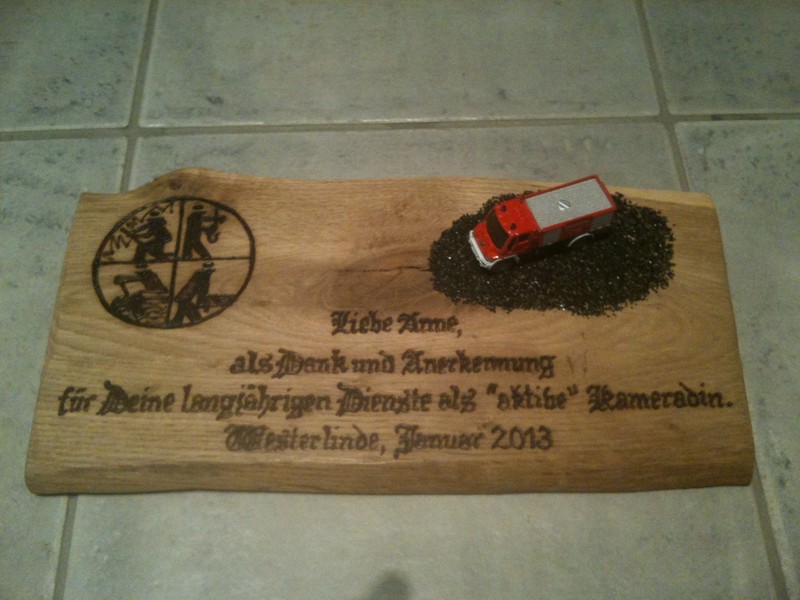 Liebe Anne,
als Dank und Anerkennung
für Deine langjährigen Dienste als "aktive" Kameradin.
Westerlinde, Januar 2013